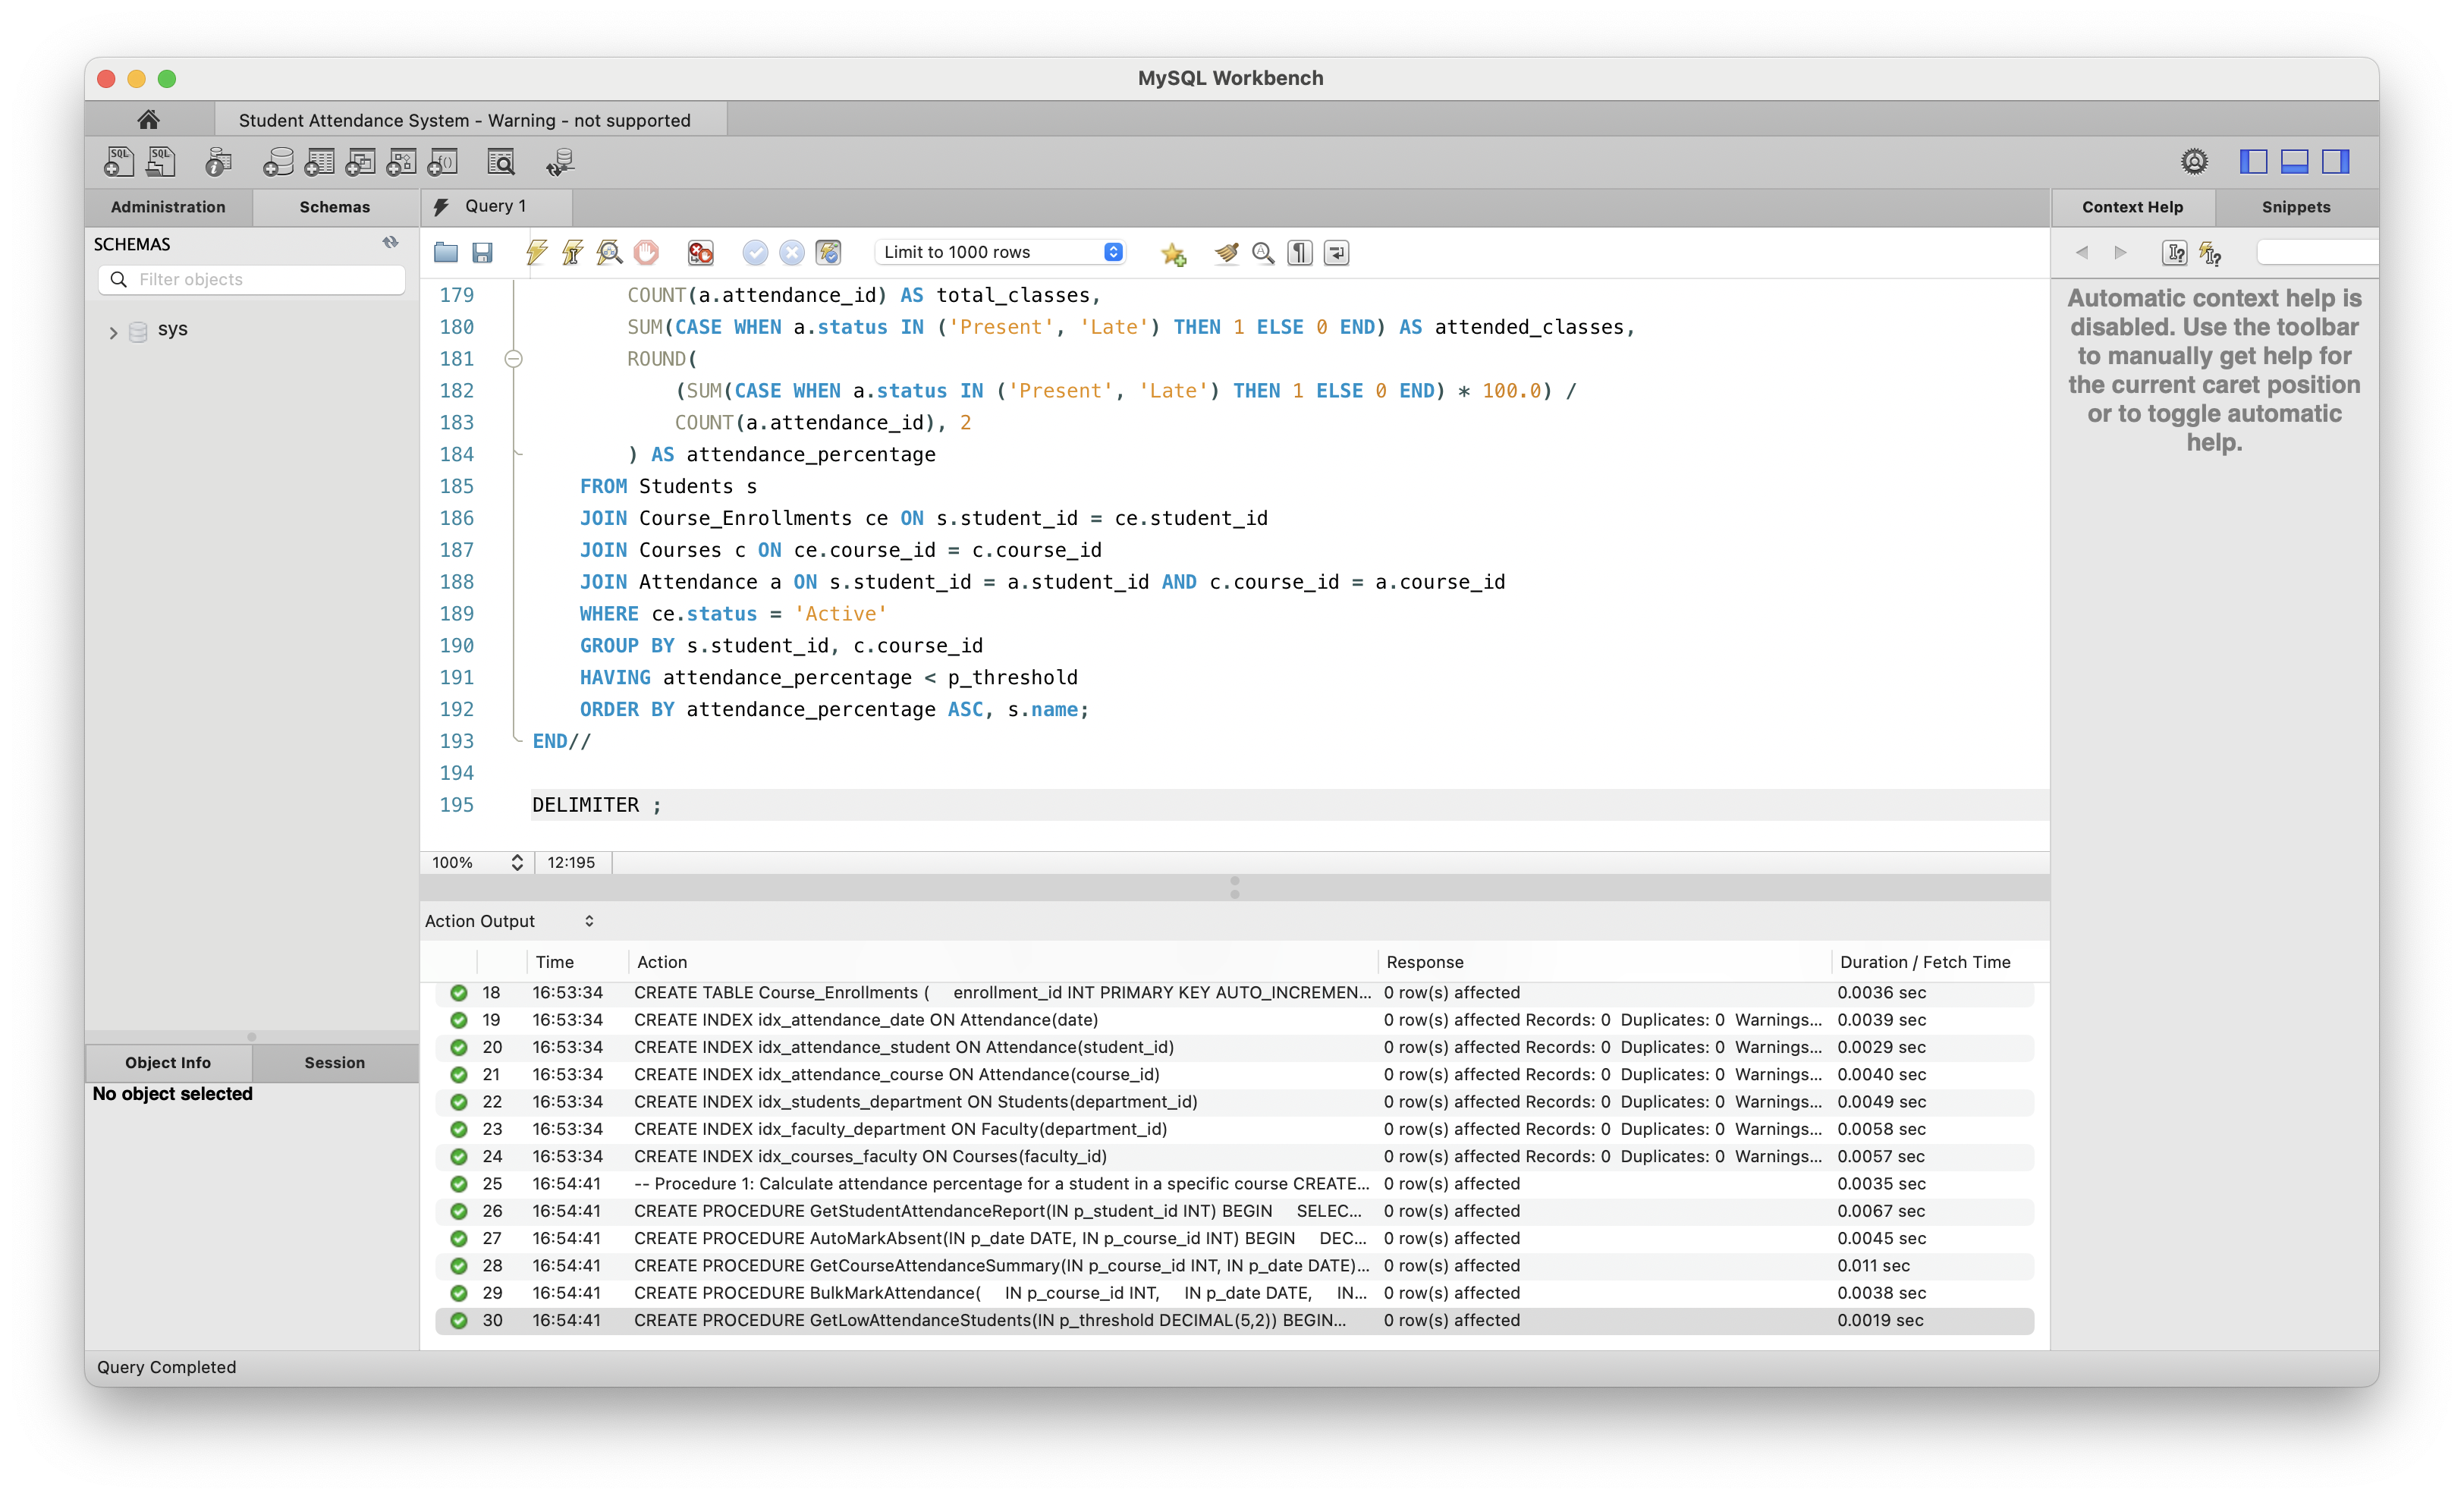 MySQL Workbench
Student Attendance System - Warning - not supported
SQL SQL
Administration Schemas
Query 1
Context Help Snippets
SCHEMAS
Filter objects
sys
Limit to 1000 rows
179 COUNT(a.attendance_id) AS total_classes,
180 SUM(CASE WHEN a.status IN ('Present', 'Late') THEN 1 ELSE 0 END) AS attended_classes,
181 ROUND(
182 (SUM(CASE WHEN a.status IN ('Present', 'Late') THEN 1 ELSE 0 END) * 100.0) /
183 COUNT(a.attendance_id), 2
184 ) AS attendance_percentage
185 FROM Students s
186 JOIN Course_Enrollments ce ON s.student_id = ce.student_id
187 JOIN Courses c ON ce.course_id = c.course_id
188 JOIN Attendance a ON s.student_id = a.student_id AND c.course_id = a.course_id
189 WHERE ce.status = 'Active'
190 GROUP BY s.student_id, c.course_id
191 HAVING attendance_percentage < p_threshold
192 ORDER BY attendance_percentage ASC, s.name;
193 END//
194
195 DELIMITER ;
100% 12:195
Automatic context help is
disabled. Use the toolbar
to manually get help for
the current caret position
or to toggle automatic
help.
Action Output
Time Action Response Duration / Fetch Time
18 16:53:34 CREATE TABLE Course_Enrollments ( enrollment_id INT PRIMARY KEY AUTO_INCREMEN... 0 row(s) affected 0.0036 sec
19 16:53:34 CREATE INDEX idx_attendance_date ON Attendance(date) 0 row(s) affected Records: 0 Duplicates: 0 Warnings... 0.0039 sec
20 16:53:34 CREATE INDEX idx_attendance_student ON Attendance(student_id) 0 row(s) affected Records: 0 Duplicates: 0 Warnings... 0.0029 sec
21 16:53:34 CREATE INDEX idx_attendance_course ON Attendance(course_id) 0 row(s) affected Records: 0 Duplicates: 0 Warnings... 0.0040 sec
22 16:53:34 CREATE INDEX idx_students_department ON Students(department_id) 0 row(s) affected Records: 0 Duplicates: 0 Warnings... 0.0049 sec
23 16:53:34 CREATE INDEX idx_faculty_department ON Faculty(department_id) 0 row(s) affected Records: 0 Duplicates: 0 Warnings... 0.0058 sec
24 16:53:34 CREATE INDEX idx_courses_faculty ON Courses(faculty_id) 0 row(s) affected Records: 0 Duplicates: 0 Warnings... 0.0057 sec
25 16:54:41 -- Procedure 1: Calculate attendance percentage for a student in a specific course CREATE... 0 row(s) affected 0.0035 sec
26 16:54:41 CREATE PROCEDURE GetStudentAttendanceReport(IN p_student_id INT) BEGIN SELEC... 0 row(s) affected 0.0067 sec
27 16:54:41 CREATE PROCEDURE AutoMarkAbsent(IN p_date DATE, IN p_course_id INT) BEGIN DEC... 0 row(s) affected 0.0045 sec
28 16:54:41 CREATE PROCEDURE GetCourseAttendanceSummary(IN p_course_id INT, IN p_date DATE)... 0 row(s) affected 0.011 sec
29 16:54:41 CREATE PROCEDURE BulkMarkAttendance( IN p_course_id INT, IN p_date DATE, IN... 0 row(s) affected 0.0038 sec
30 16:54:41 CREATE PROCEDURE GetLowAttendanceStudents(IN p_threshold DECIMAL(5,2)) BEGIN... 0 row(s) affected 0.0019 sec
Object Info Session
No object selected
Query Completed